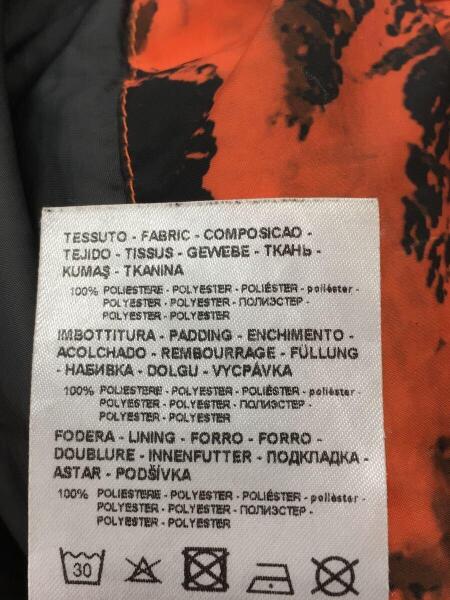 TESSUTO - FABRIC - COMPOSICAO -
TEJIDO - TISSUS - GEWEBE - ТКАНЬ -
KUMAŞ - TKANINA
100% POLIESTERE - POLYESTER - POLIÉSTER - poliéster -
POLYESTER - POLYESTER - ПОЛИЭСТЕР -
POLYESTER - POLYESTER
IMBOTTITURA - PADDING - ENCHIMENTO -
ACOLCHADO - REMBOURRAGE - FÜLLUNG
- НАБИВКА - DOLGU - VYCPÁVKA
100% POLIESTERE - POLYESTER - POLIÉSTER - poliéster -
POLYESTER - POLYESTER - ПОЛИЭСТЕР -
POLYESTER - POLYESTER
FODERA - LINING - FORRO - FORRO -
DOUBLURE - INNENFUTTER - ПОДКЛАДКА -
ASTAR - PODŠÍVKA
100% POLIESTERE - POLYESTER - POLIÉSTER - poliéster -
POLYESTER - POLYESTER - ПОЛИЭСТЕР -
POLYESTER - POLYESTER
30